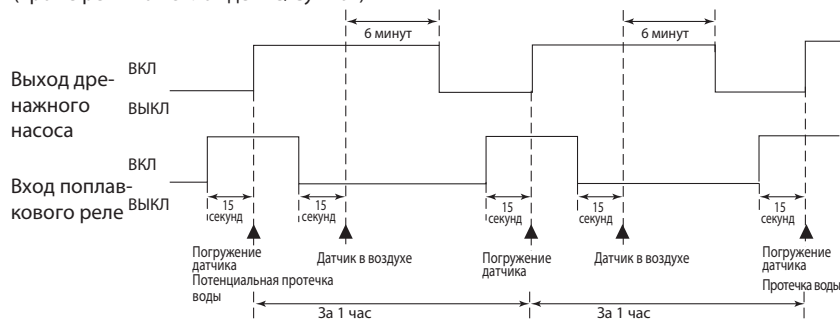 6 минут
6 минут
ВКЛ
Выход дре-
нажного
насоса
ВЫКЛ
ВКЛ
Вход поплав-
кового реле
ВЫКЛ
15
секунд
15
секунд
15
секунд
15
секунд
15
секунд
Погружение
датчика
Потенциальная протечка
воды
Датчик в воздухе
Погружение
датчика
Датчик в воздухе
Погружение
датчика
Протечка воды
За 1 час
За 1 час